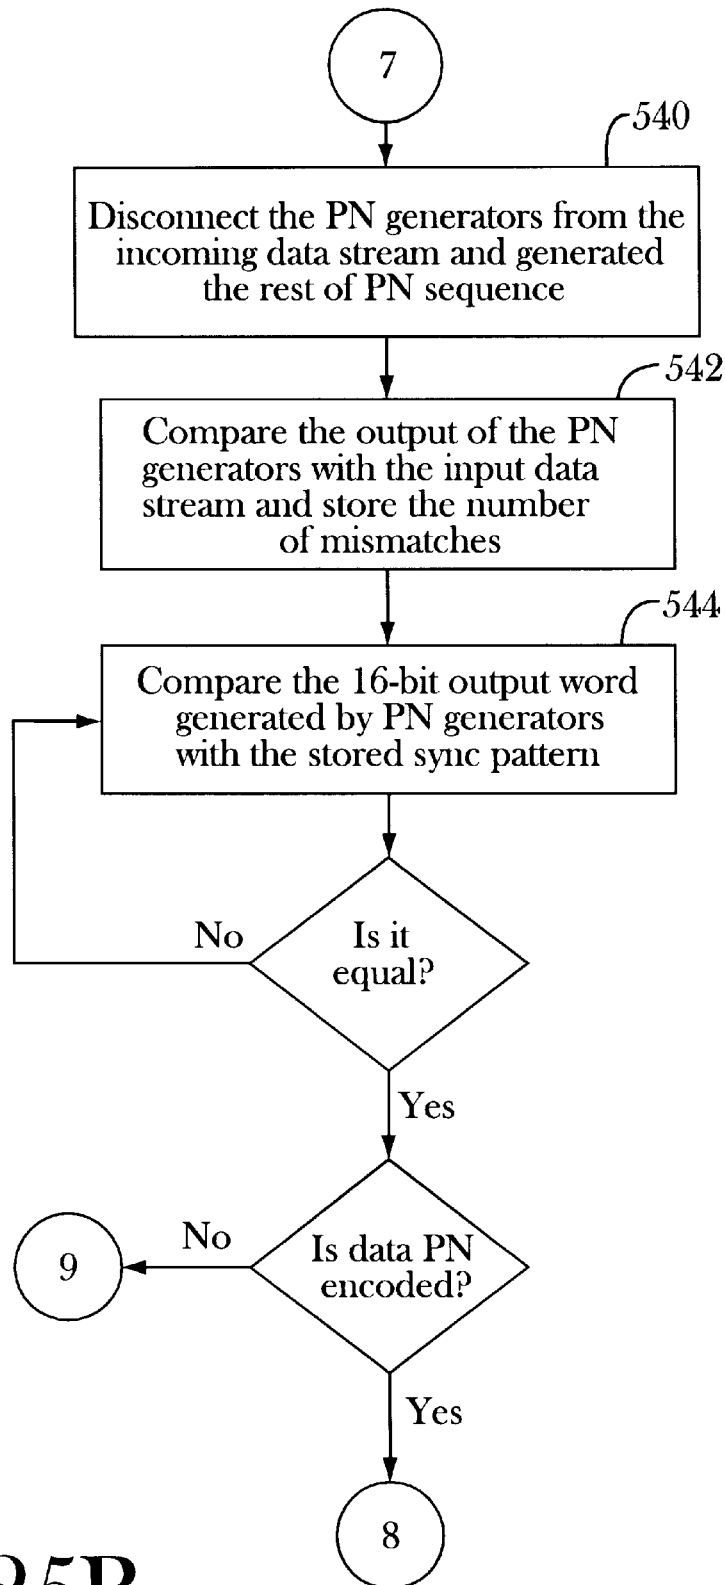 7
540
Disconnect the PN generators from the
incoming data stream and generated
the rest of PN sequence
542
Compare the output of the PN
generators with the input data
stream and store the number
of mismatches
544
Compare the 16-bit output word
generated by PN generators
with the stored sync pattern
No
Is it
equal?
Yes
No
Is data PN
encoded?
9
Yes
8